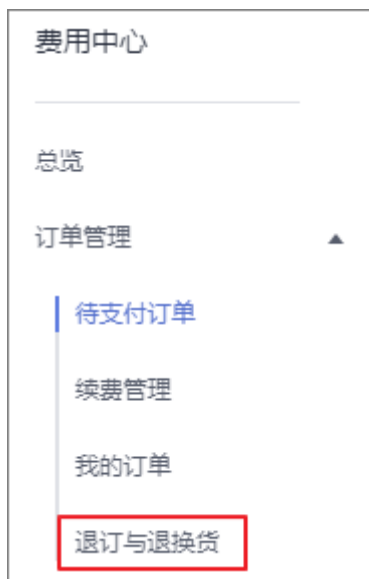 费用中心
总览
订单管理
待支付订单
续费管理
我的订单
退订与退换货